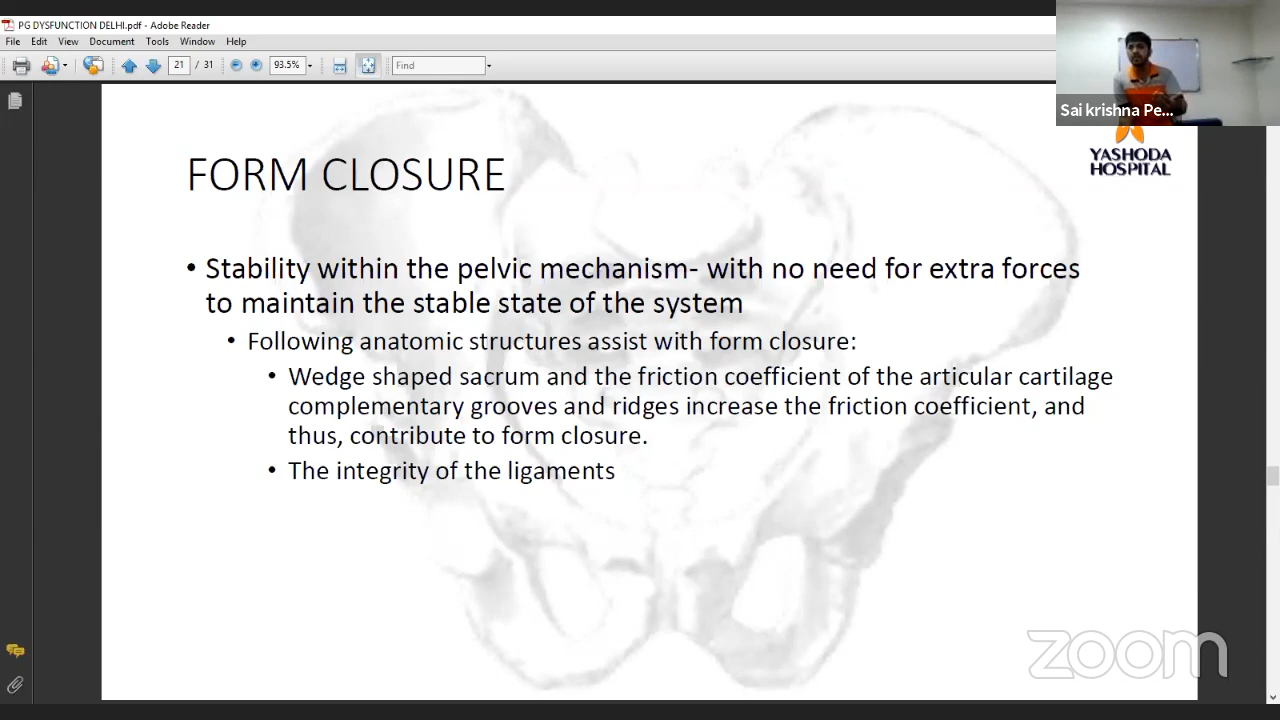 PG DYSFUNCTION DELHI.pdf - Adobe Reader
File Edit View Document Tools Window Help
21 / 31 93.5% Find
Sai krishna Pe...
YASHODA
HOSPITAL
FORM CLOSURE
• Stability within the pelvic mechanism- with no need for extra forces
to maintain the stable state of the system
• Following anatomic structures assist with form closure:
• Wedge shaped sacrum and the friction coefficient of the articular cartilage
complementary grooves and ridges increase the friction coefficient, and
thus, contribute to form closure.
• The integrity of the ligaments
zoom